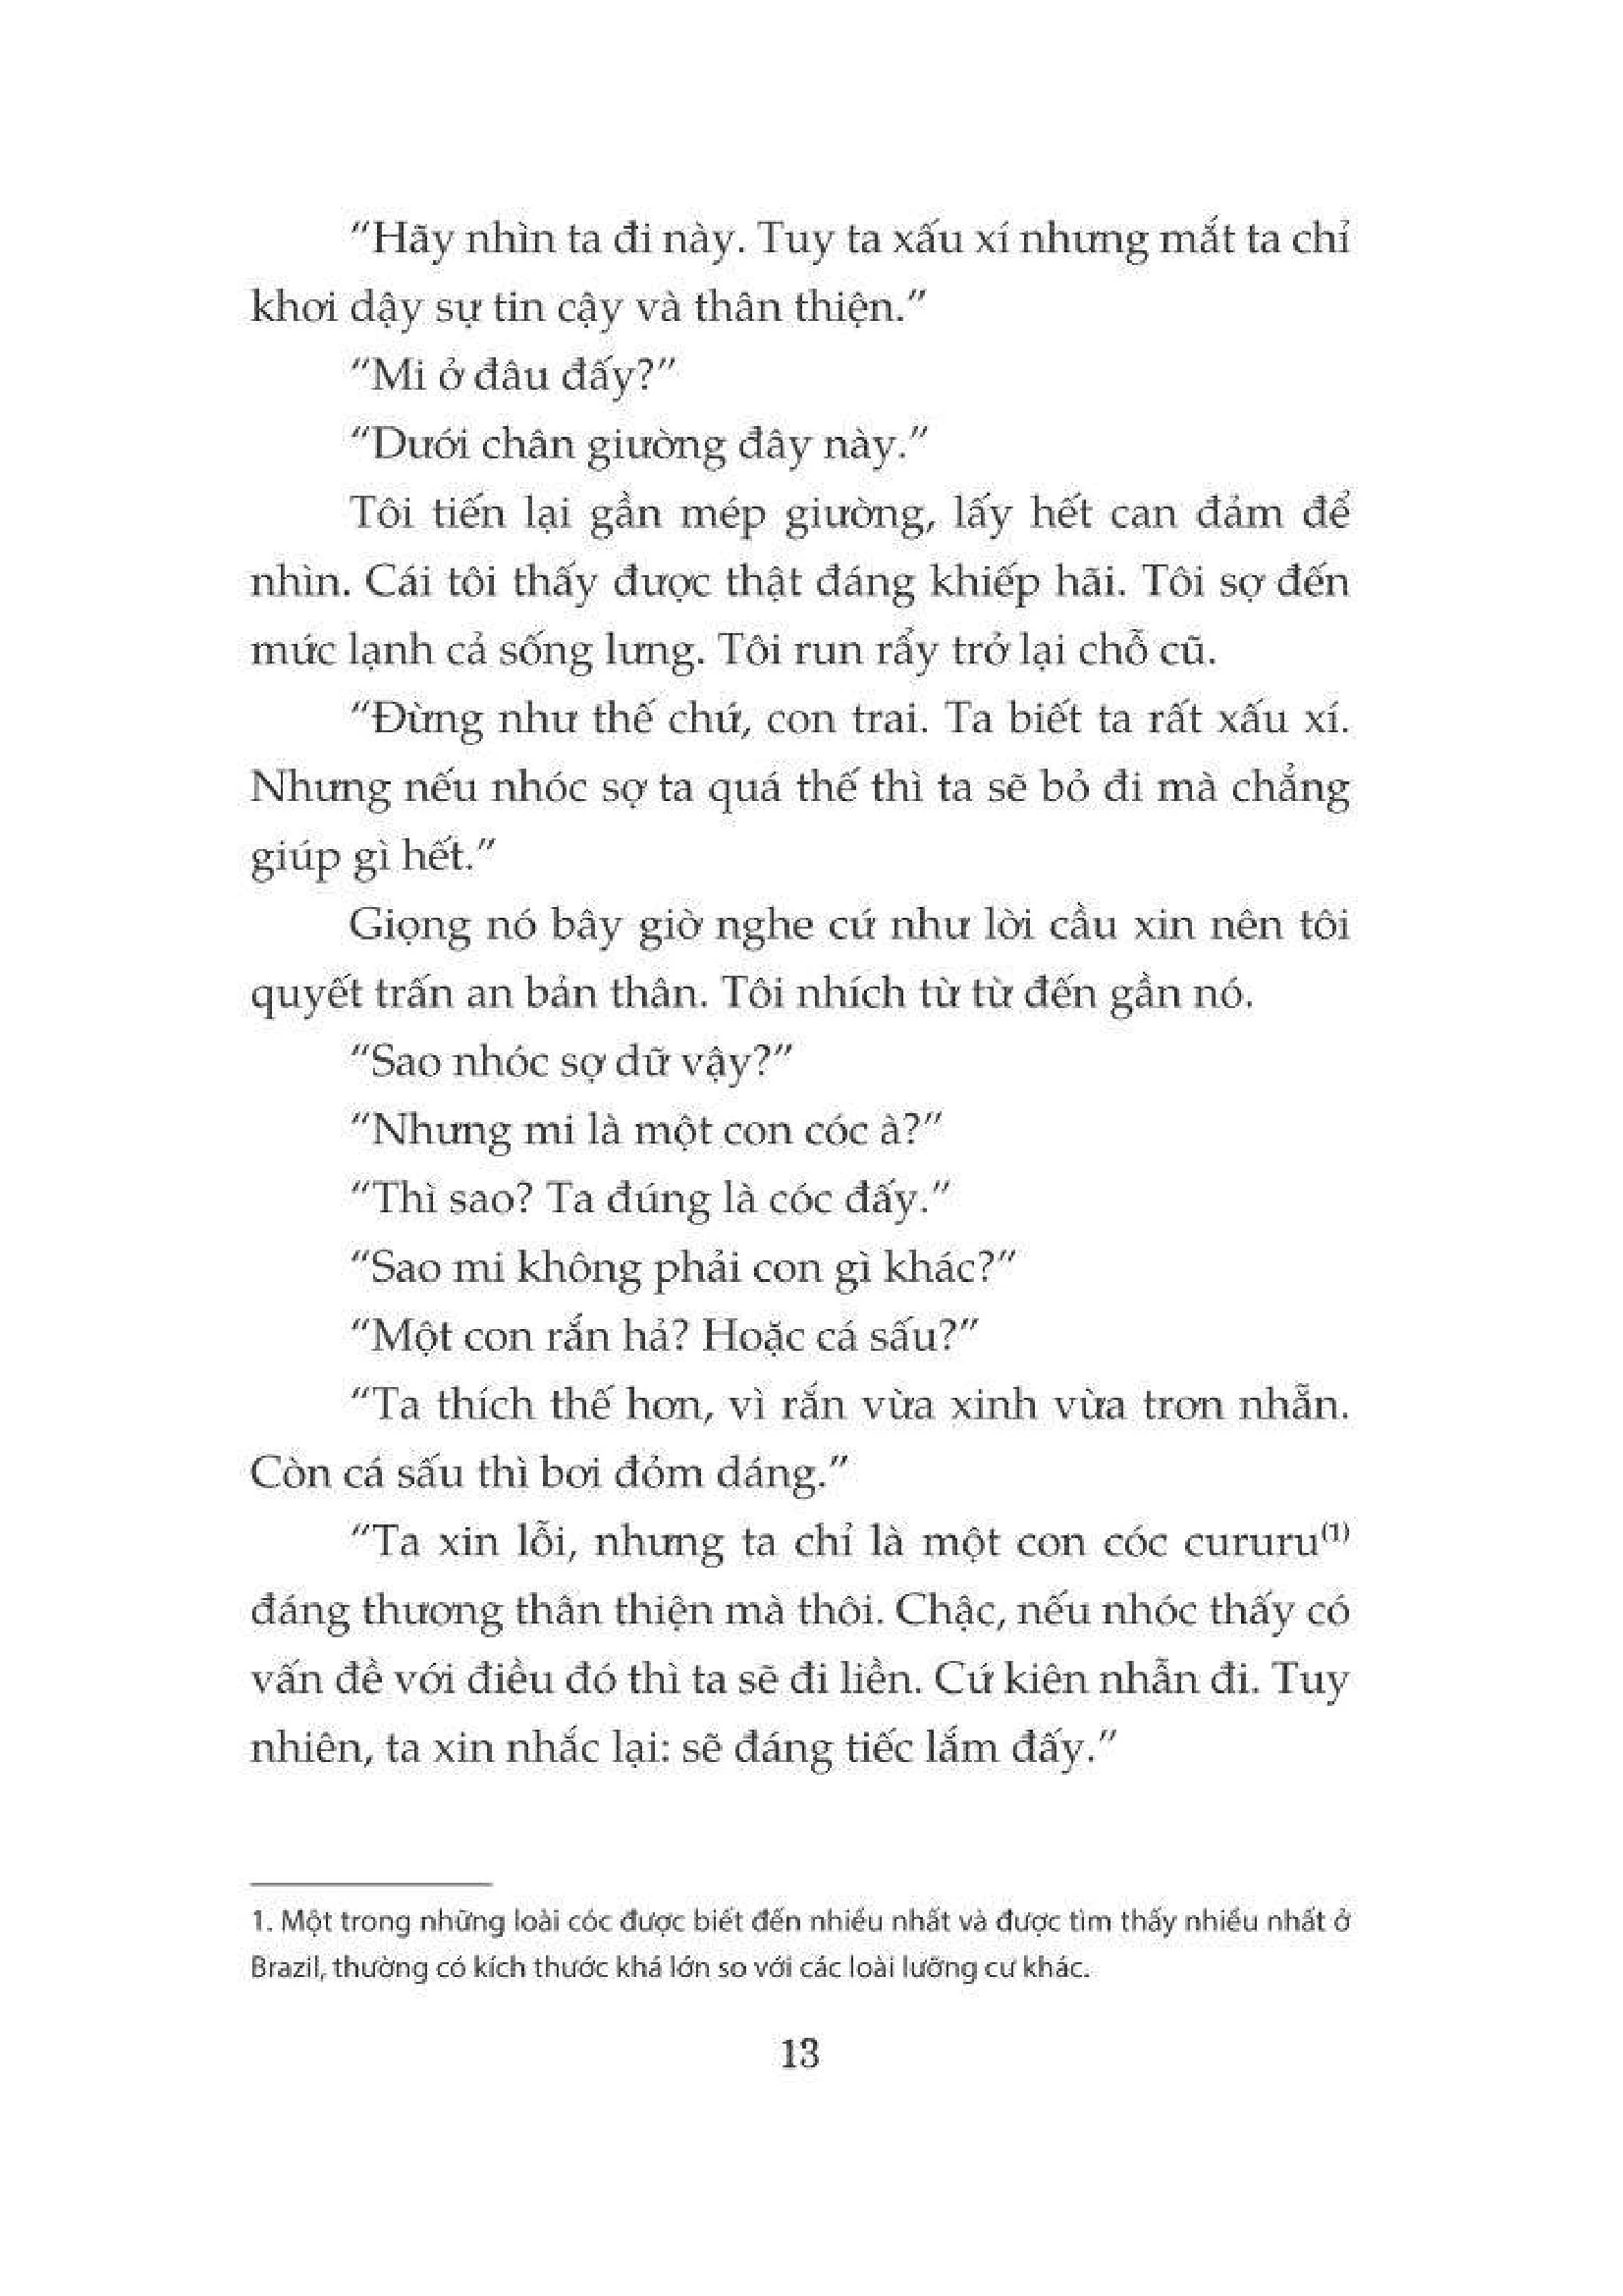 “Hãy nhìn ta đi này. Tuy ta xấu xí nhưng mắt ta chỉ
khơi dậy sự tin cậy và thân thiện.”
“Mi ở đâu đấy?”
“Dưới chân giường đây này.”
Tôi tiến lại gần mép giường, lấy hết can đảm để
nhìn. Cái tôi thấy được thật đáng khiếp hãi. Tôi sợ đến
mức lạnh cả sống lưng. Tôi run rẩy trở lại chỗ cũ.
“Đừng như thế chứ, con trai. Ta biết ta rất xấu xí.
Nhưng nếu nhóc sợ ta quá thế thì ta sẽ bỏ đi mà chẳng
giúp gì hết.”
Giọng nó bây giờ nghe cứ như lời cầu xin nên tôi
quyết trấn an bản thân. Tôi nhích từ từ đến gần nó.
“Sao nhóc sợ dữ vậy?”
“Nhưng mi là một con cóc à?”
“Thì sao? Ta đúng là cóc đấy.”
“Sao mi không phải con gì khác?”
“Một con rắn hả? Hoặc cá sấu?”
“Ta thích thế hơn, vì rắn vừa xinh vừa trơn nhẵn.
Còn cá sấu thì bơi đỏm dáng.”
“Ta xin lỗi, nhưng ta chỉ là một con cóc cururu(1)
đáng thương thân thiện mà thôi. Chậc, nếu nhóc thấy có
vấn đề với điều đó thì ta sẽ đi liền. Cứ kiên nhẫn đi. Tuy
nhiên, ta xin nhắc lại: sẽ đáng tiếc lắm đấy.”
1. Một trong những loài cóc được biết đến nhiều nhất và được tìm thấy nhiều nhất ở
Brazil, thường có kích thước khá lớn so với các loài lưỡng cư khác.
13